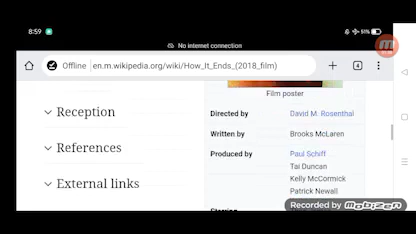 8:59
51%
No internet connection
Offline
en.m.wikipedia.org/wiki/How_It_Ends_(2018_film)
4
Film poster
Reception
References
External links
Directed by David M. Rosenthal
Written by Brooks McLaren
Produced by Paul Schiff
Tai Duncan
Kelly McCormick
Patrick Newall
Recorded by Mobizen